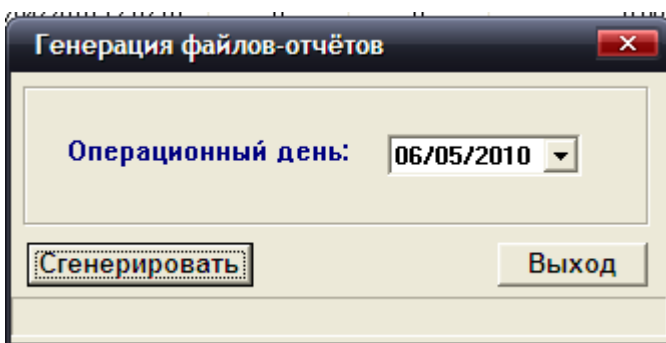 Генерация файлов-отчётов
Операционный день: 06/05/2010
Сгенерировать Выход